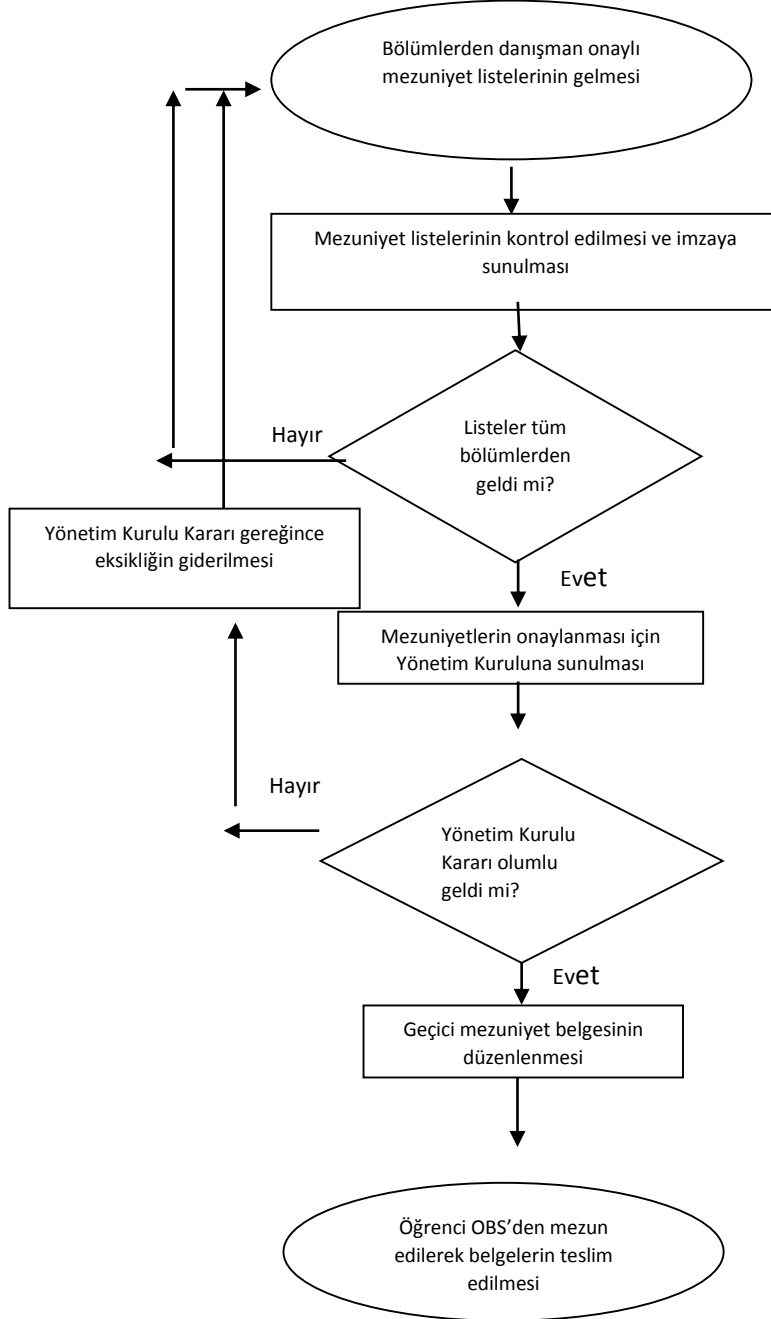 Bölümlerden danışman onaylı
mezuniyet listelerinin gelmesi
Mezuniyet listelerinin kontrol edilmesi ve imzaya
sunulması
Listeler tüm
bölümlerden
geldi mi?
Hayır
Yönetim Kurulu Kararı gereğince
eksikliğin giderilmesi
Evet
Mezuniyetlerin onaylanması için
Yönetim Kuruluna sunulması
Hayır
Yönetim Kurulu
Kararı olumlu
geldi mi?
Evet
Geçici mezuniyet belgesinin
düzenlenmesi
Öğrenci OBS’den mezun
edilerek belgelerin teslim
edilmesi